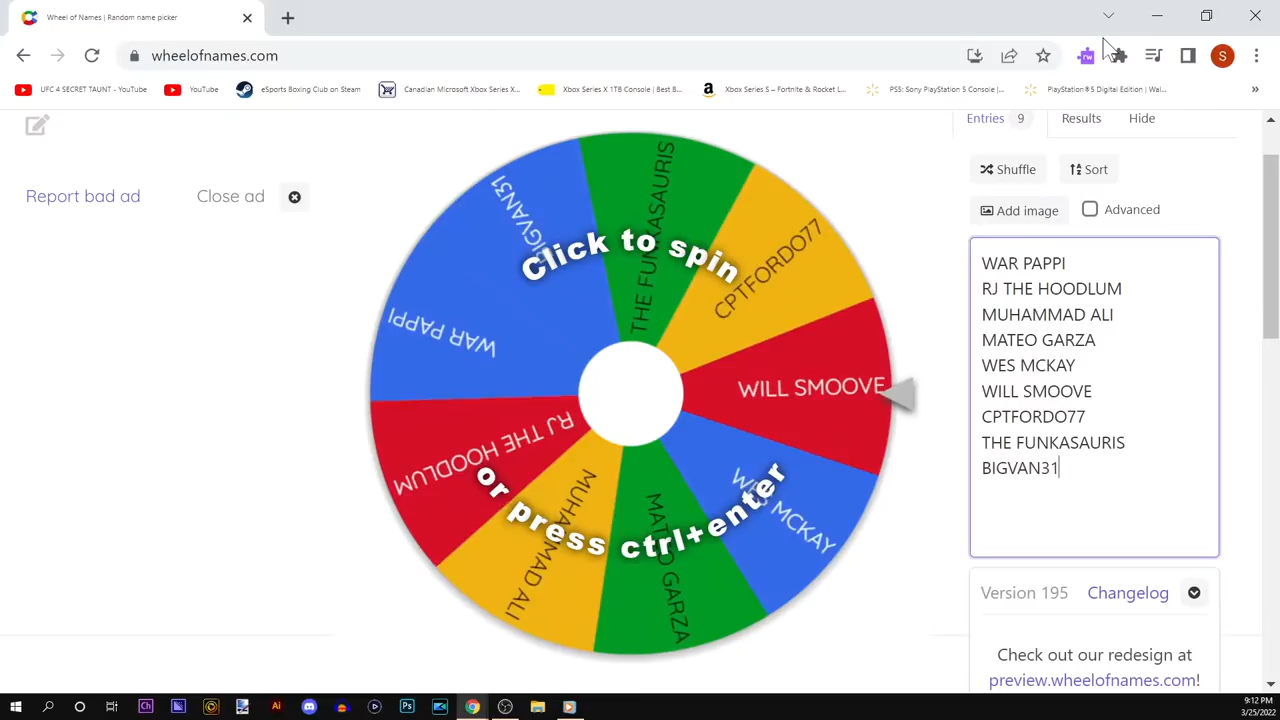 Wheel of Names | Random name picker
wheelofnames.com
S
UFC 4 SECRET TAUNT - YouTube
YouTube
eSports Boxing Club on Steam
Canadian Microsoft Xbox Series X...
Xbox Series X 1TB Console | Best B...
Xbox Series S – Fortnite & Rocket L...
PS5: Sony PlayStation 5 Console |...
PlayStation®5 Digital Edition | Wal...
»
Entries 9
Results
Hide
Report bad ad
Close ad
Shuffle
Sort
Add image
Advanced
WAR PAPPI
RJ THE HOODLUM
MUHAMMAD ALI
MATEO GARZA
WES MCKAY
WILL SMOOVE
CPTFORDO77
THE FUNKASAURIS
BIGVAN31
BIGVAN31
THE FUNKASAURIS
CPTFORDO77
WILL SMOOVE
WES MCKAY
MATEO GARZA
MUHAMMAD ALI
RJ THE HOODLUM
WAR PAPPI
Click to spin
or press ctrl+enter
Version 195
Changelog
Check out our redesign at
preview.wheelofnames.com!
9:12 PM
3/25/2022